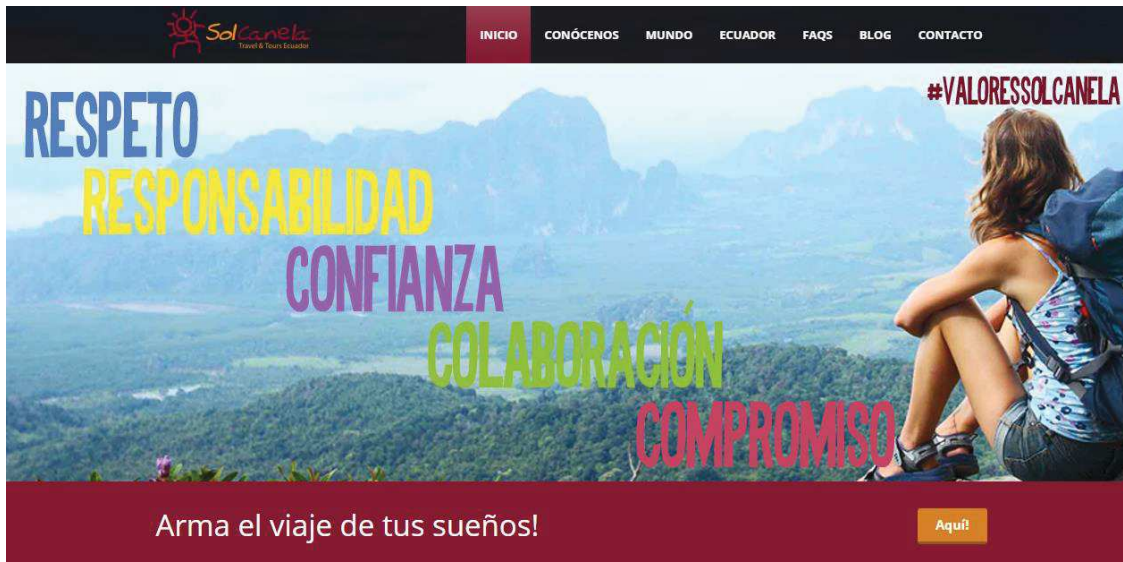 SolCanela
Travel & Tours Ecuador
INICIO CONÓCENOS MUNDO ECUADOR FAQS BLOG CONTACTO
#VALORESSOLCANELA
RESPETO
RESPONSABILIDAD
CONFIANZA
COLABORACIÓN
COMPROMISO
Arma el viaje de tus sueños! Aquí!